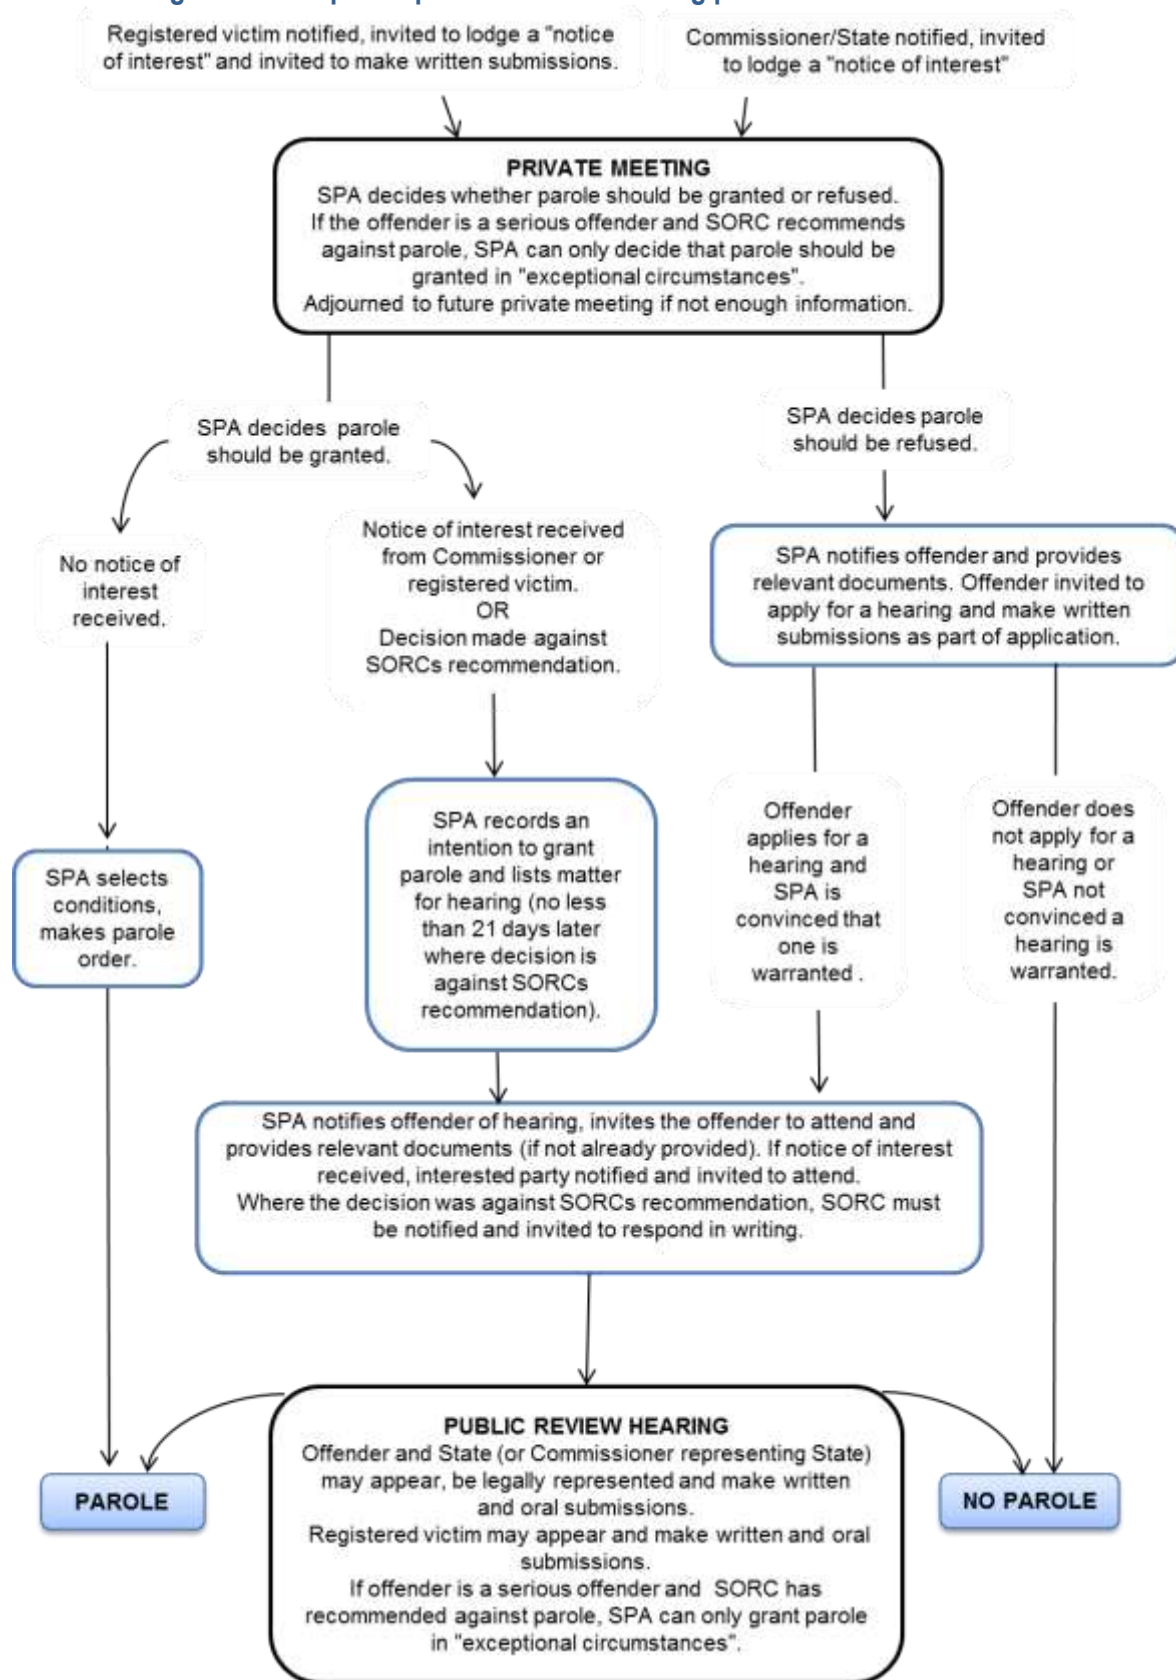 Registered victim notified, invited to lodge a "notice
of interest" and invited to make written submissions.
Commissioner/State notified, invited
to lodge a "notice of interest"
PRIVATE MEETING
SPA decides whether parole should be granted or refused.
If the offender is a serious offender and SORC recommends
against parole, SPA can only decide that parole should be
granted in "exceptional circumstances".
Adjourned to future private meeting if not enough information.
SPA decides parole
should be granted.
SPA decides parole
should be refused.
No notice of
interest
received.
Notice of interest received
from Commissioner or
registered victim.
OR
Decision made against
SORCs recommendation.
SPA notifies offender and provides
relevant documents. Offender invited to
apply for a hearing and make written
submissions as part of application.
SPA selects
conditions,
makes parole
order.
SPA records an
intention to grant
parole and lists matter
for hearing (no less
than 21 days later
where decision is
against SORCs
recommendation).
Offender
applies for a
hearing and
SPA is
convinced that
one is
warranted .
Offender does
not apply for a
hearing or
SPA not
convinced a
hearing is
warranted.
SPA notifies offender of hearing, invites the offender to attend and
provides relevant documents (if not already provided). If notice of interest
received, interested party notified and invited to attend.
Where the decision was against SORCs recommendation, SORC must
be notified and invited to respond in writing.
PUBLIC REVIEW HEARING
Offender and State (or Commissioner representing State)
may appear, be legally represented and make written
and oral submissions.
Registered victim may appear and make written and oral
submissions.
If offender is a serious offender and SORC has
recommended against parole, SPA can only grant parole
in "exceptional circumstances".
PAROLE
NO PAROLE